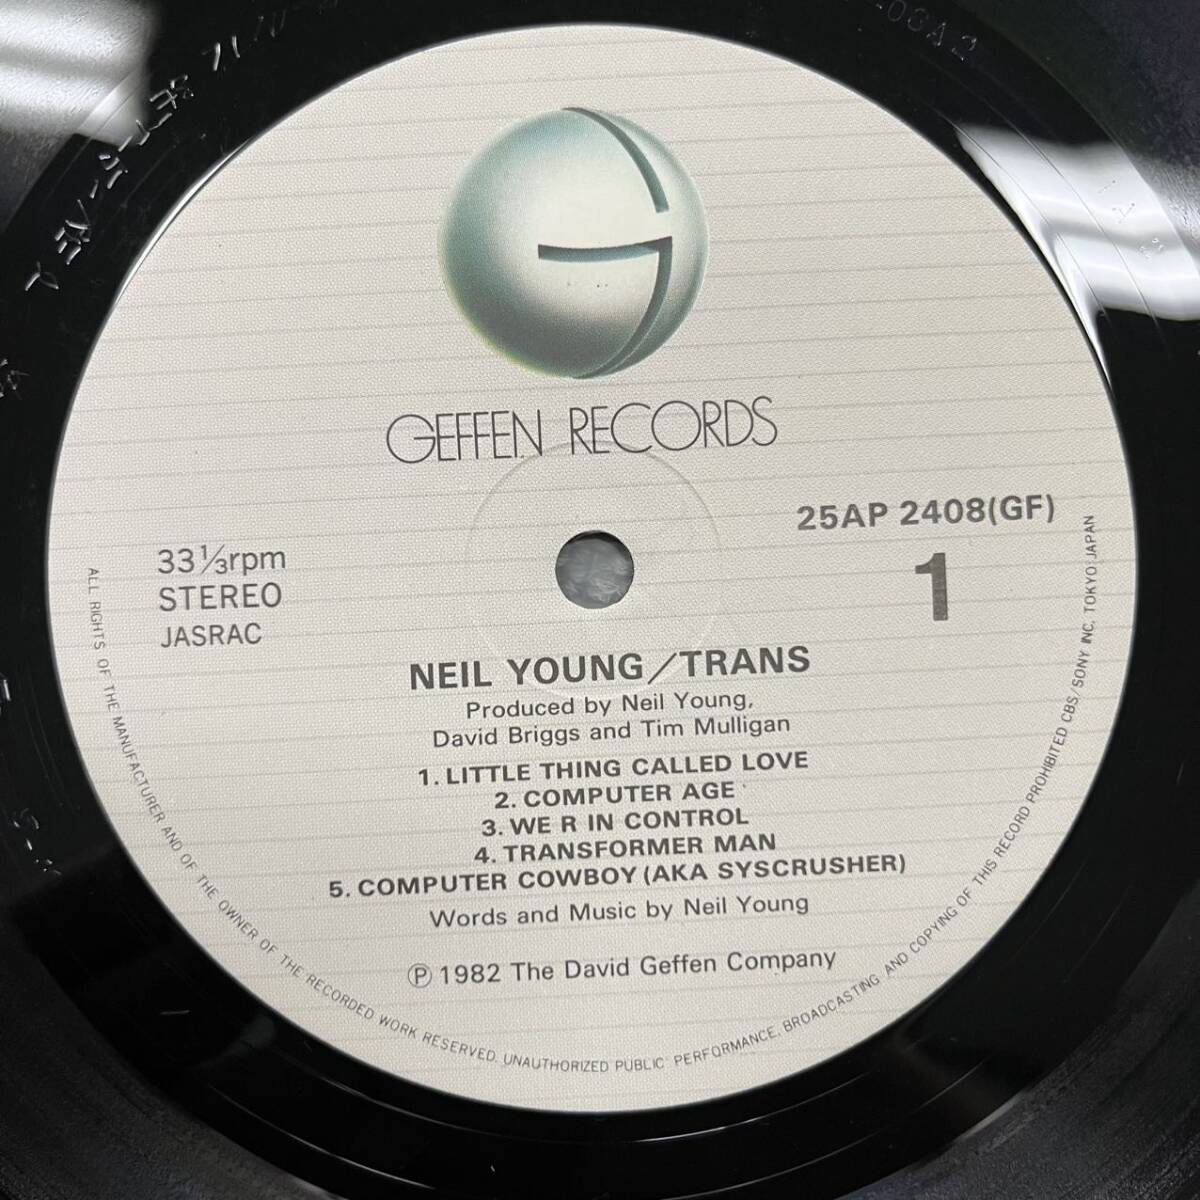 GEFFEN RECORDS
25AP 2408(GF)
33⅓rpm
STEREO
JASRAC
1
NEIL YOUNG/TRANS
Produced by Neil Young,
David Briggs and Tim Mulligan
1. LITTLE THING CALLED LOVE
2. COMPUTER AGE
3. WE R IN CONTROL
4. TRANSFORMER MAN
5. COMPUTER COWBOY (AKA SYSCRUSHER)
Words and Music by Neil Young
Ⓟ 1982 The David Geffen Company
ALL RIGHTS OF THE MANUFACTURER AND OF THE OWNER OF THE RECORDED WORK RESERVED. UNAUTHORIZED PUBLIC PERFORMANCE, BROADCASTING AND COPYING OF THIS RECORD PROHIBITED CBS/SONY INC. TOKYO JAPAN